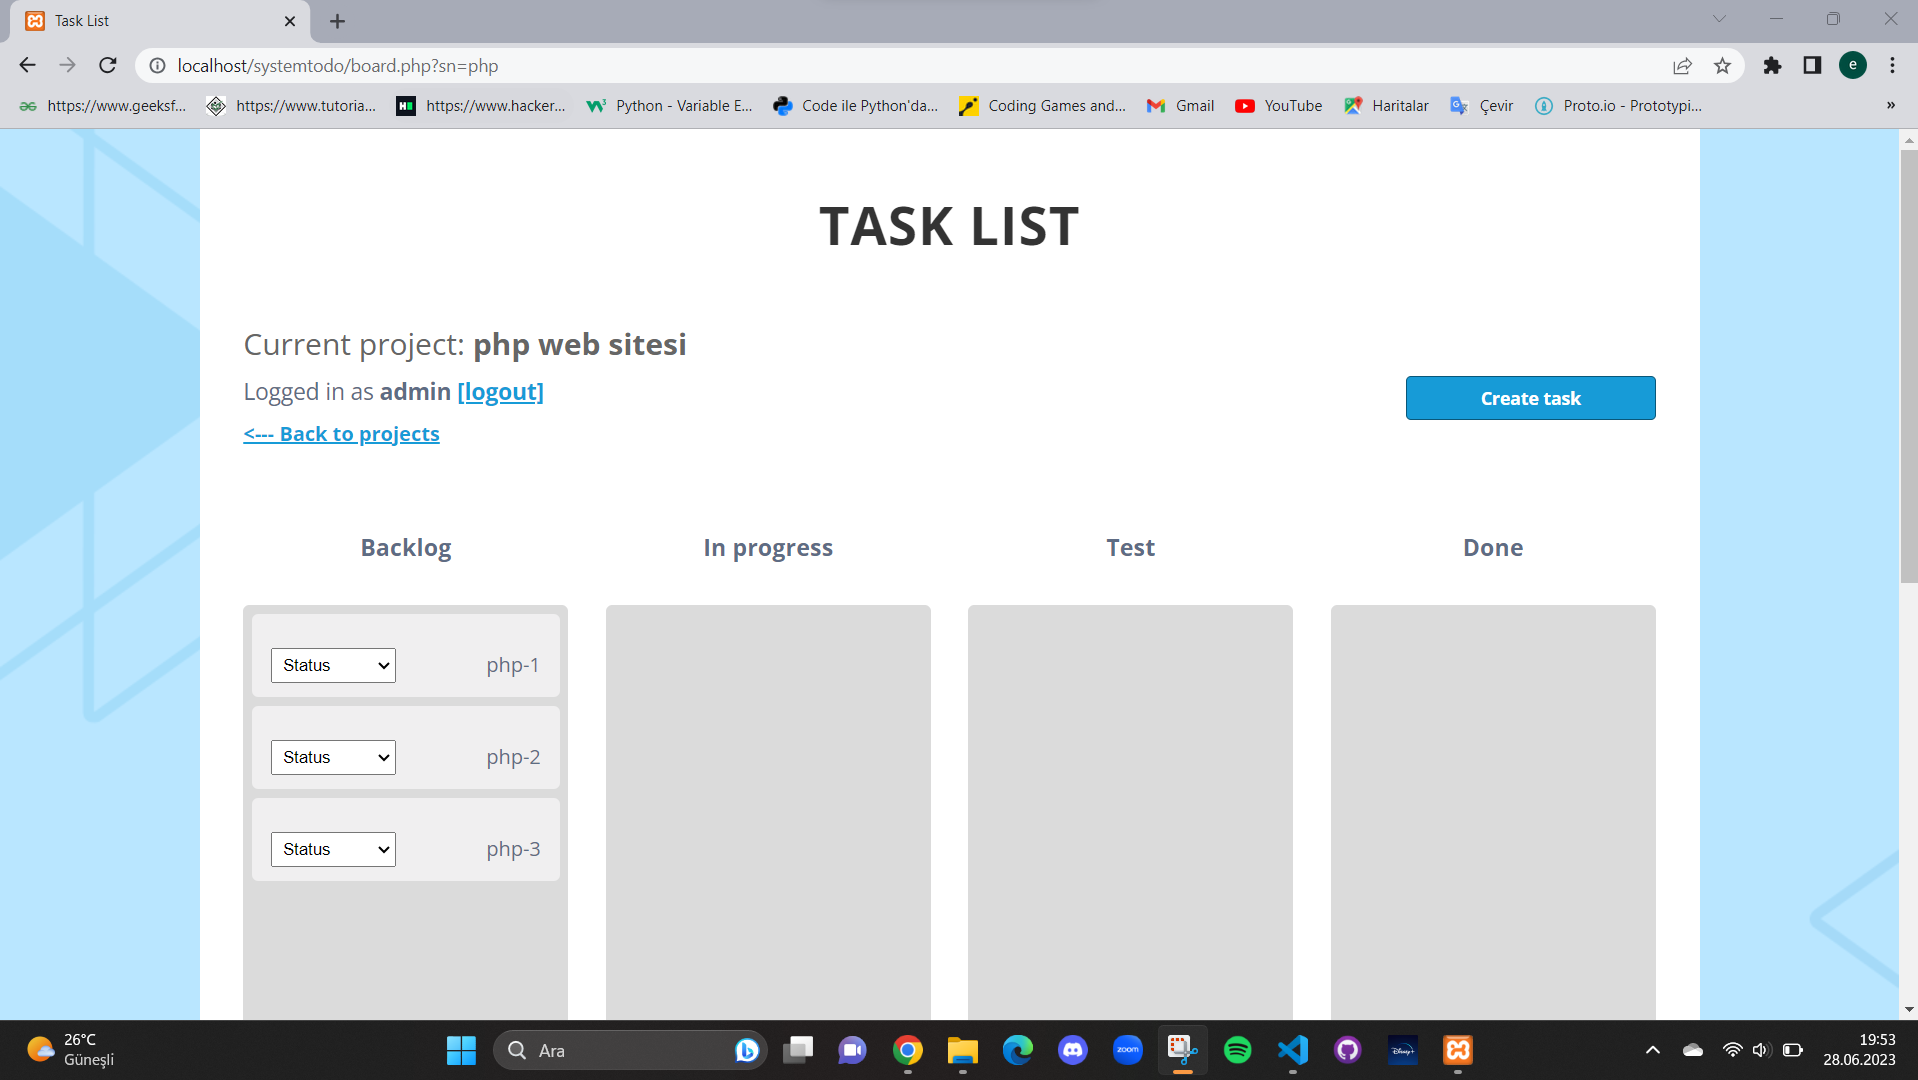 Task List
localhost/systemtodo/board.php?sn=php
e
https://www.geeksf...
https://www.tutoria...
https://www.hacker...
Python - Variable E...
Code ile Python'da...
Coding Games and...
Gmail
YouTube
Haritalar
Çevir
Proto.io - Prototypi...
»
TASK LIST
Current project: php web sitesi
Logged in as admin [logout]
Create task
<--- Back to projects
Backlog
In progress
Test
Done
Status
php-1
Status
php-2
Status
php-3
26°C
Güneşli
Ara
zoom
Disney+
19:53
28.06.2023